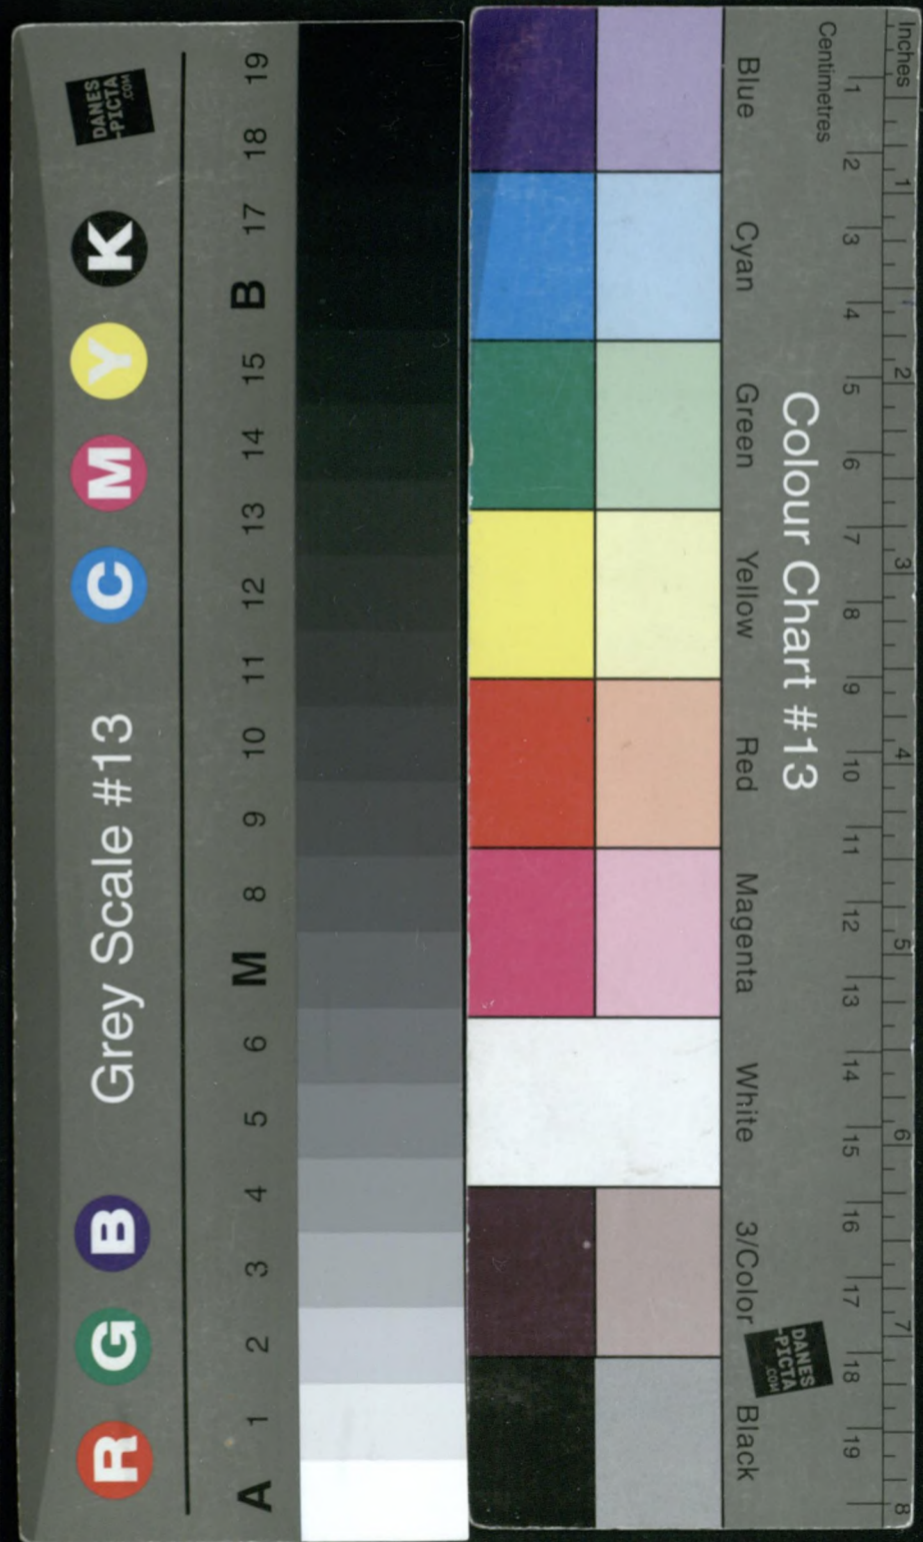 Grey Scale #13
R G B C M Y K
DANES
-PICTA
.COM
A 1 2 3 4 5 6 M 8 9 10 11 12 13 14 15 B 17 18 19
Colour Chart #13
Blue Cyan Green Yellow Red Magenta White 3/Color Black
DANES
-PICTA
.COM
Centimetres 1 2 3 4 5 6 7 8 9 10 11 12 13 14 15 16 17 18 19
Inches 1 2 3 4 5 6 7 8